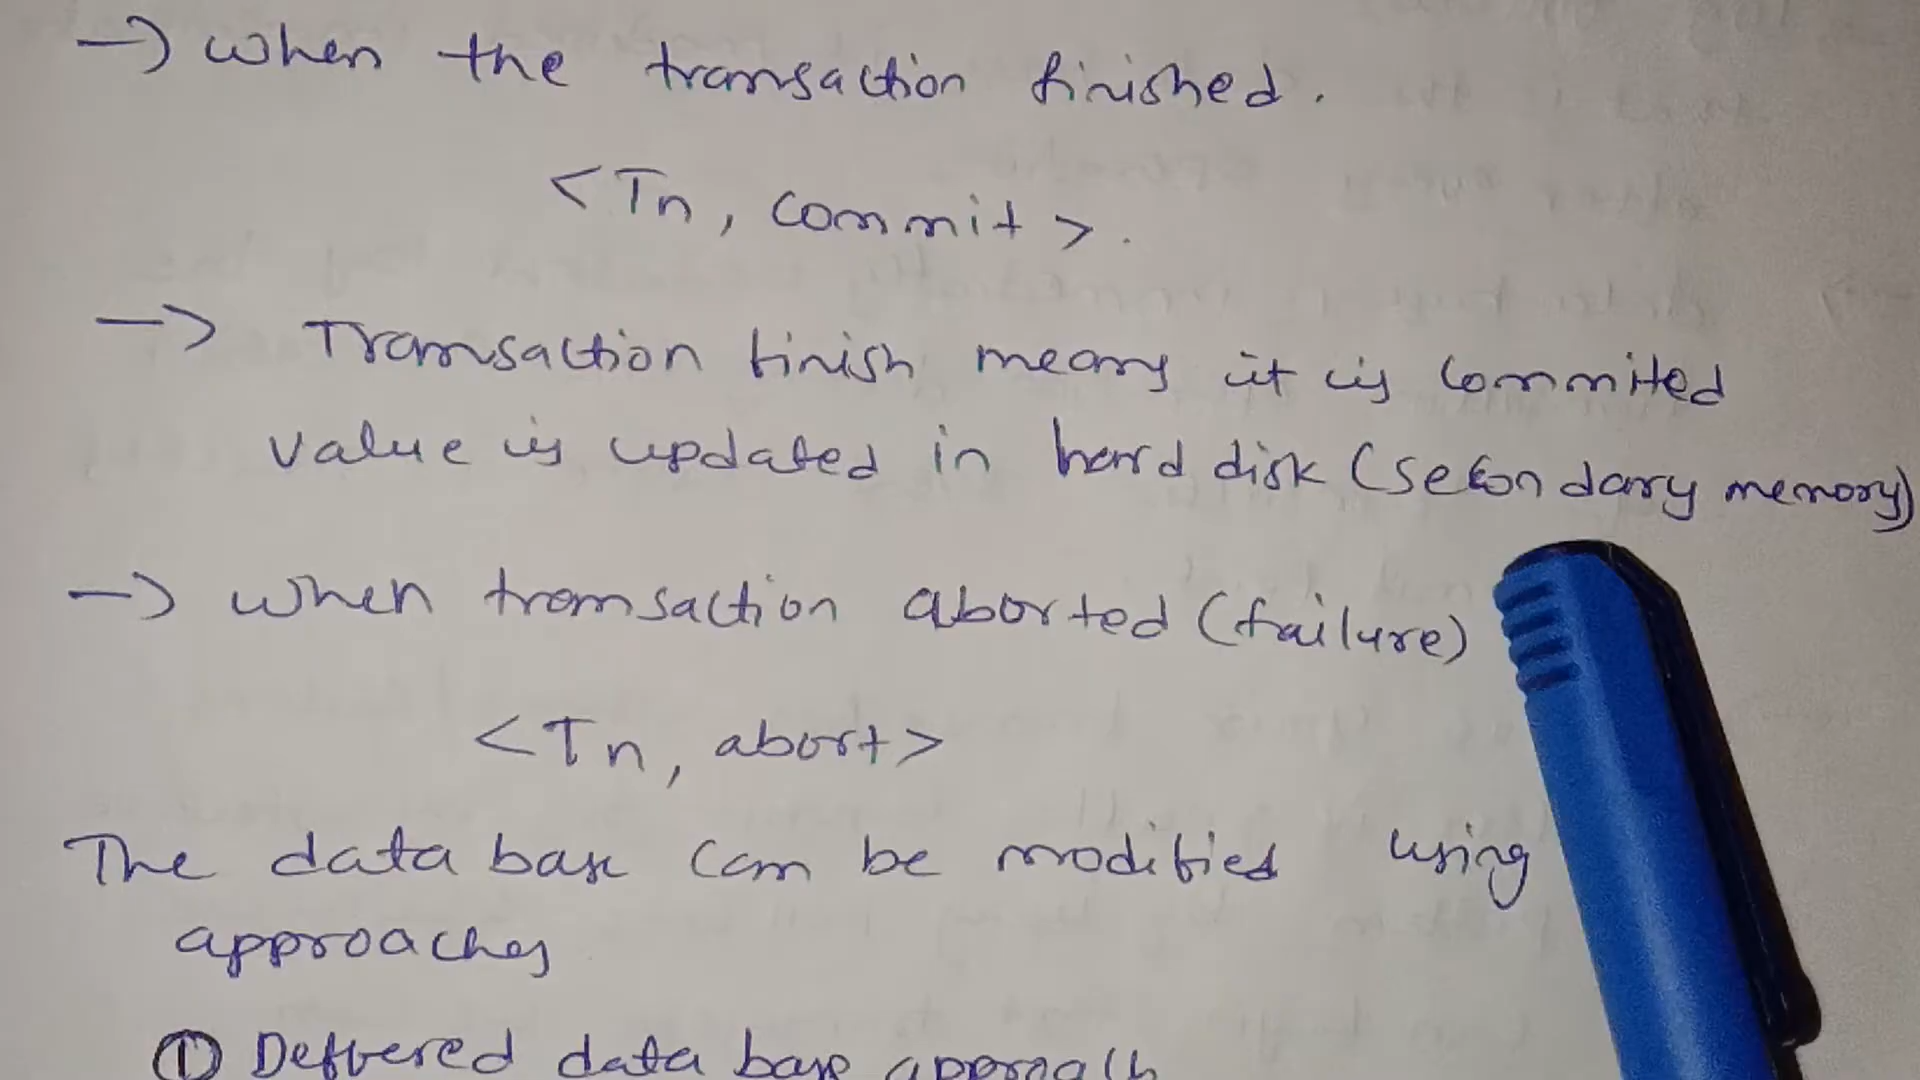 → when the transaction finished.
<Tn, commit>.
→ Transaction finish means it is commited
value is updated in hard disk (secondary memory)
→ when transaction aborted (failure)
<Tn, abort>
The data base can be modified using
approaches
① Deffered data base approach